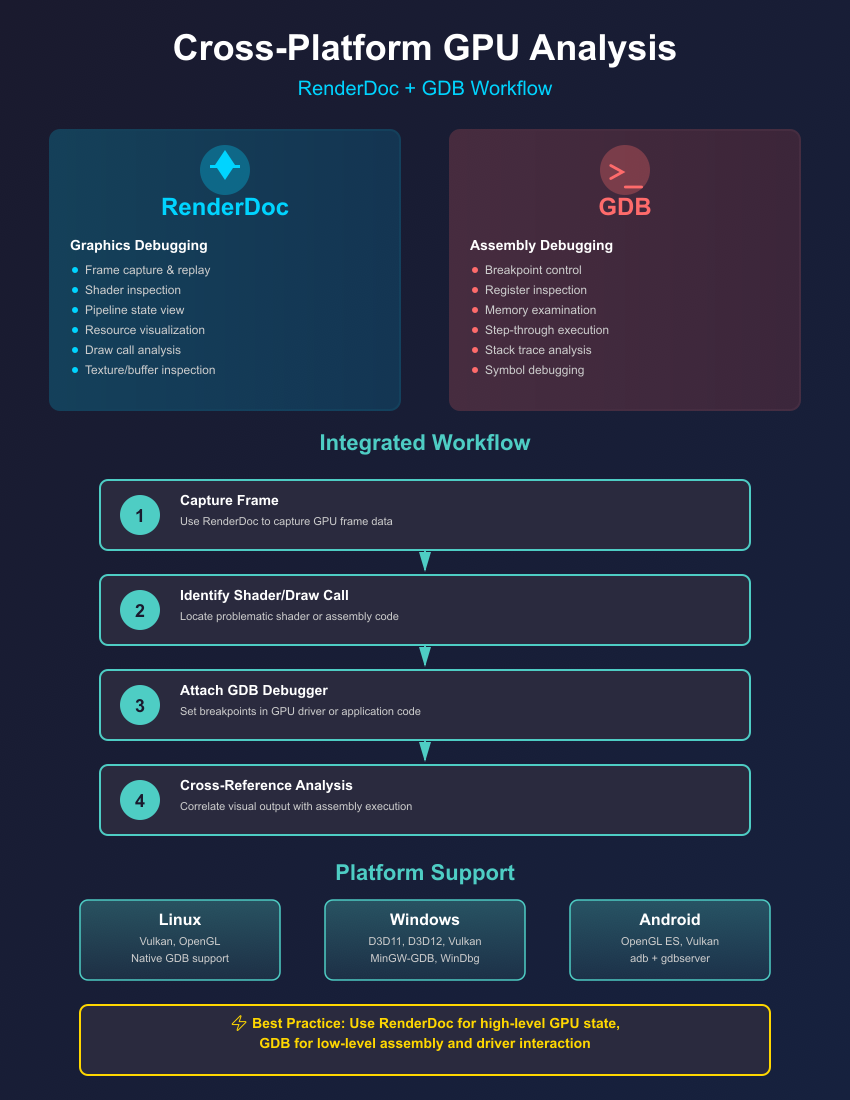 Cross-Platform GPU Analysis
RenderDoc + GDB Workflow
RenderDoc
Graphics Debugging
Frame capture & replay
Shader inspection
Pipeline state view
Resource visualization
Draw call analysis
Texture/buffer inspection
>_
GDB
Assembly Debugging
Breakpoint control
Register inspection
Memory examination
Step-through execution
Stack trace analysis
Symbol debugging
Integrated Workflow
1
Capture Frame
Use RenderDoc to capture GPU frame data
2
Identify Shader/Draw Call
Locate problematic shader or assembly code
3
Attach GDB Debugger
Set breakpoints in GPU driver or application code
4
Cross-Reference Analysis
Correlate visual output with assembly execution
Platform Support
Linux
Vulkan, OpenGL
Native GDB support
Windows
D3D11, D3D12, Vulkan
MinGW-GDB, WinDbg
Android
OpenGL ES, Vulkan
adb + gdbserver
⚡ Best Practice: Use RenderDoc for high-level GPU state,
GDB for low-level assembly and driver interaction